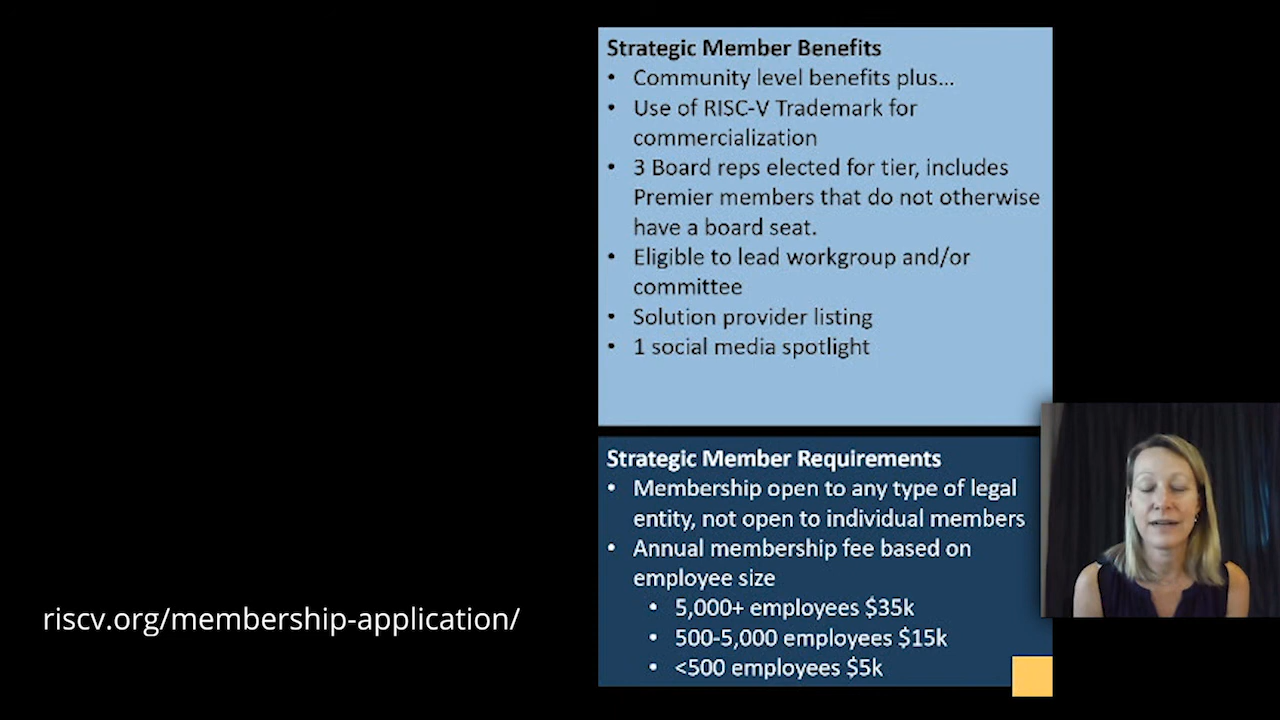 Strategic Member Benefits
• Community level benefits plus...
• Use of RISC-V Trademark for
commercialization
• 3 Board reps elected for tier, includes
Premier members that do not otherwise
have a board seat.
• Eligible to lead workgroup and/or
committee
• Solution provider listing
• 1 social media spotlight
Strategic Member Requirements
• Membership open to any type of legal
entity, not open to individual members
• Annual membership fee based on
employee size
• 5,000+ employees $35k
• 500-5,000 employees $15k
• <500 employees $5k
riscv.org/membership-application/